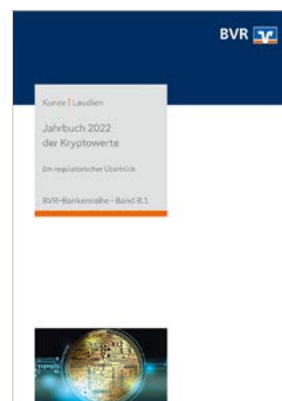 BVR
Kunze | Laudien
Jahrbuch 2022
der Kryptowerte
Ein regulatorischer Überblick
BVR-Bankenreihe · Band 8.1